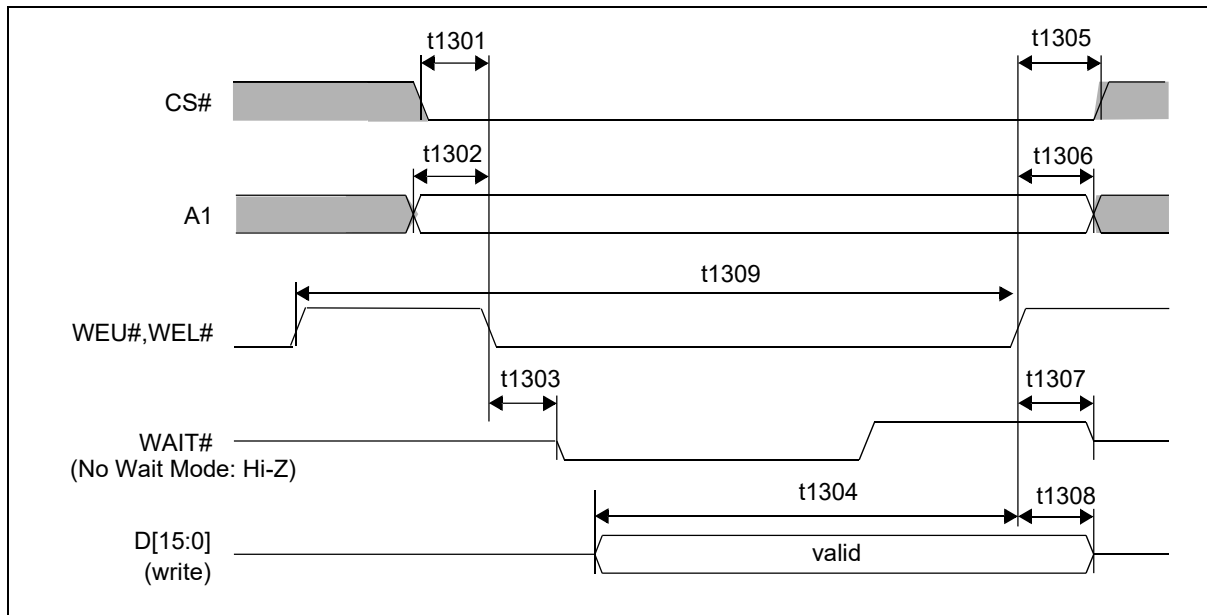 t1301
t1305
CS#
t1302
t1306
A1
t1309
WEU#,WEL#
t1303
t1307
WAIT#
(No Wait Mode: Hi-Z)
t1304
t1308
D[15:0]
valid
(write)